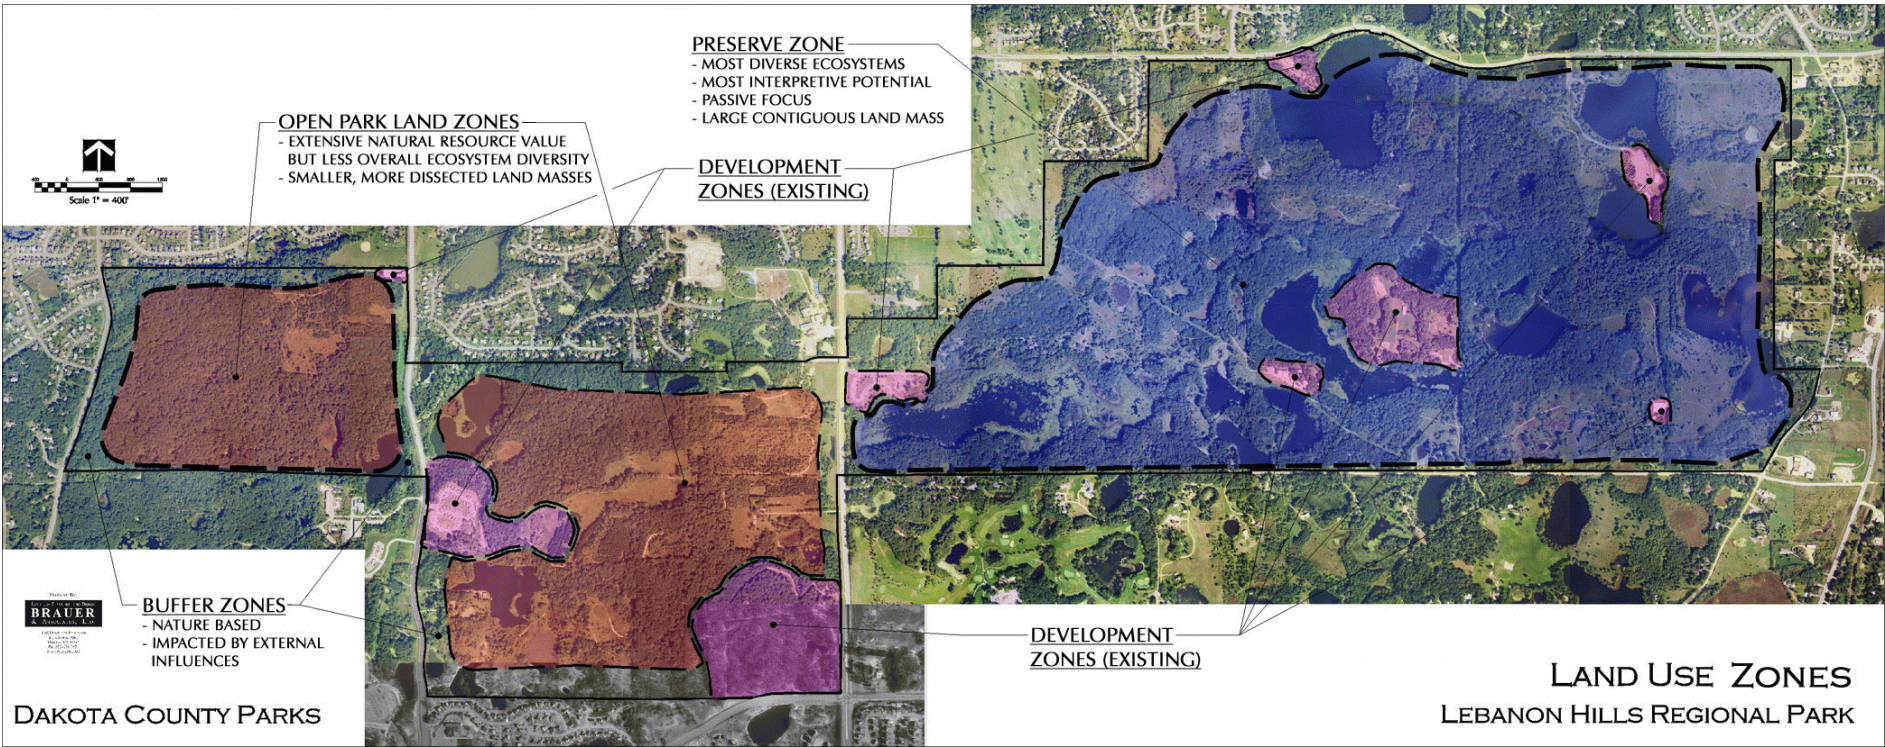 PRESERVE ZONE
- MOST DIVERSE ECOSYSTEMS
- MOST INTERPRETIVE POTENTIAL
- PASSIVE FOCUS
- LARGE CONTIGUOUS LAND MASS
OPEN PARK LAND ZONES
- EXTENSIVE NATURAL RESOURCE VALUE
BUT LESS OVERALL ECOSYSTEM DIVERSITY
- SMALLER, MORE DISSECTED LAND MASSES
DEVELOPMENT
ZONES (EXISTING)
Scale 1" = 400'
BUFFER ZONES
- NATURE BASED
- IMPACTED BY EXTERNAL
INFLUENCES
BRAUER
DEVELOPMENT
ZONES (EXISTING)
LAND USE ZONES
LEBANON HILLS REGIONAL PARK
DAKOTA COUNTY PARKS